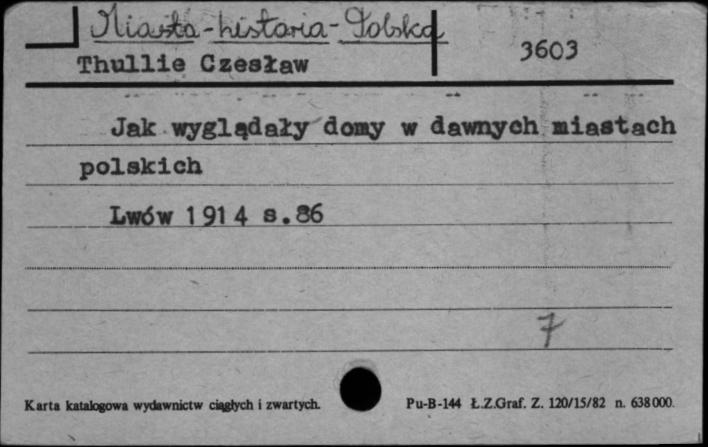 Miasta-historia-Polska
3603
Thullie Czesław
Jak wyglądały domy w dawnych miastach
polskich
Lwów 1914 s.86
7
Karta katalogowa wydawnictw ciągłych i zwartych. Pu-B-144 Ł.Z.Graf. Z. 120/15/82 n. 638000.